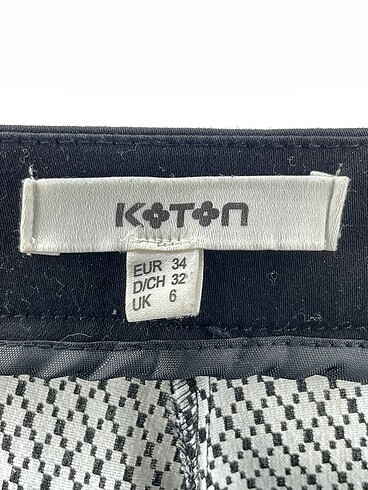 KOTON
EUR 34
D/CH 32
UK 6